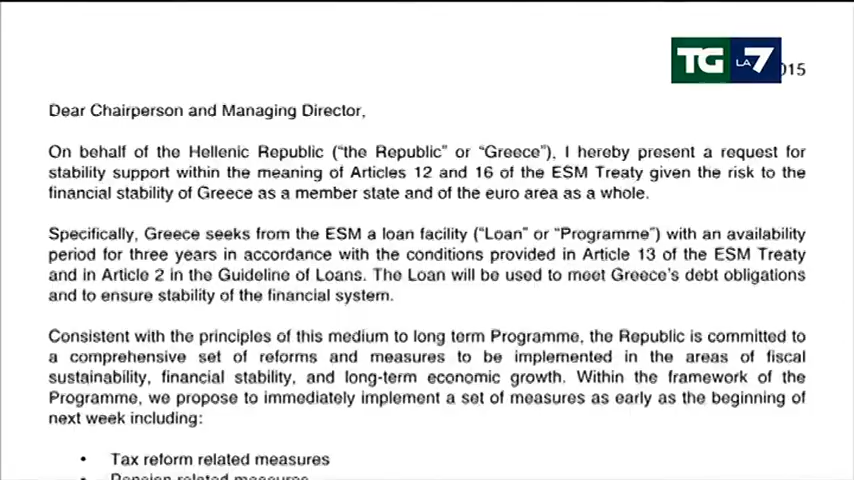 TG LA 7
015
Dear Chairperson and Managing Director,
On behalf of the Hellenic Republic (“the Republic” or “Greece”), I hereby present a request for
stability support within the meaning of Articles 12 and 16 of the ESM Treaty given the risk to the
financial stability of Greece as a member state and of the euro area as a whole.
Specifically, Greece seeks from the ESM a loan facility (“Loan” or “Programme”) with an availability
period for three years in accordance with the conditions provided in Article 13 of the ESM Treaty
and in Article 2 in the Guideline of Loans. The Loan will be used to meet Greece’s debt obligations
and to ensure stability of the financial system.
Consistent with the principles of this medium to long term Programme, the Republic is committed to
a comprehensive set of reforms and measures to be implemented in the areas of fiscal
sustainability, financial stability, and long-term economic growth. Within the framework of the
Programme, we propose to immediately implement a set of measures as early as the beginning of
next week including:
• Tax reform related measures
• Pension related measures